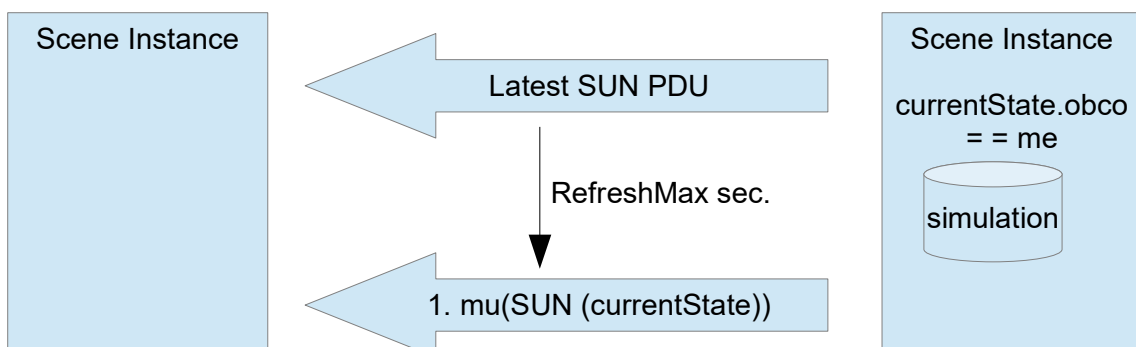 Scene Instance
Latest SUN PDU
RefreshMax sec.
1. mu(SUN (currentState))
Scene Instance
currentState.obco
= = me
simulation